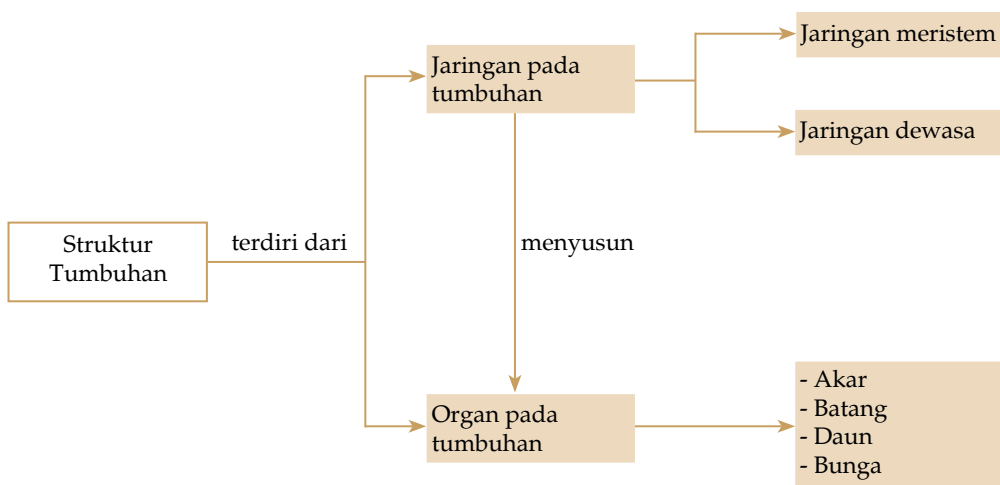 Struktur
Tumbuhan
terdiri dari
Jaringan pada
tumbuhan
Jaringan meristem
Jaringan dewasa
menyusun
Organ pada
tumbuhan
- Akar
- Batang
- Daun
- Bunga